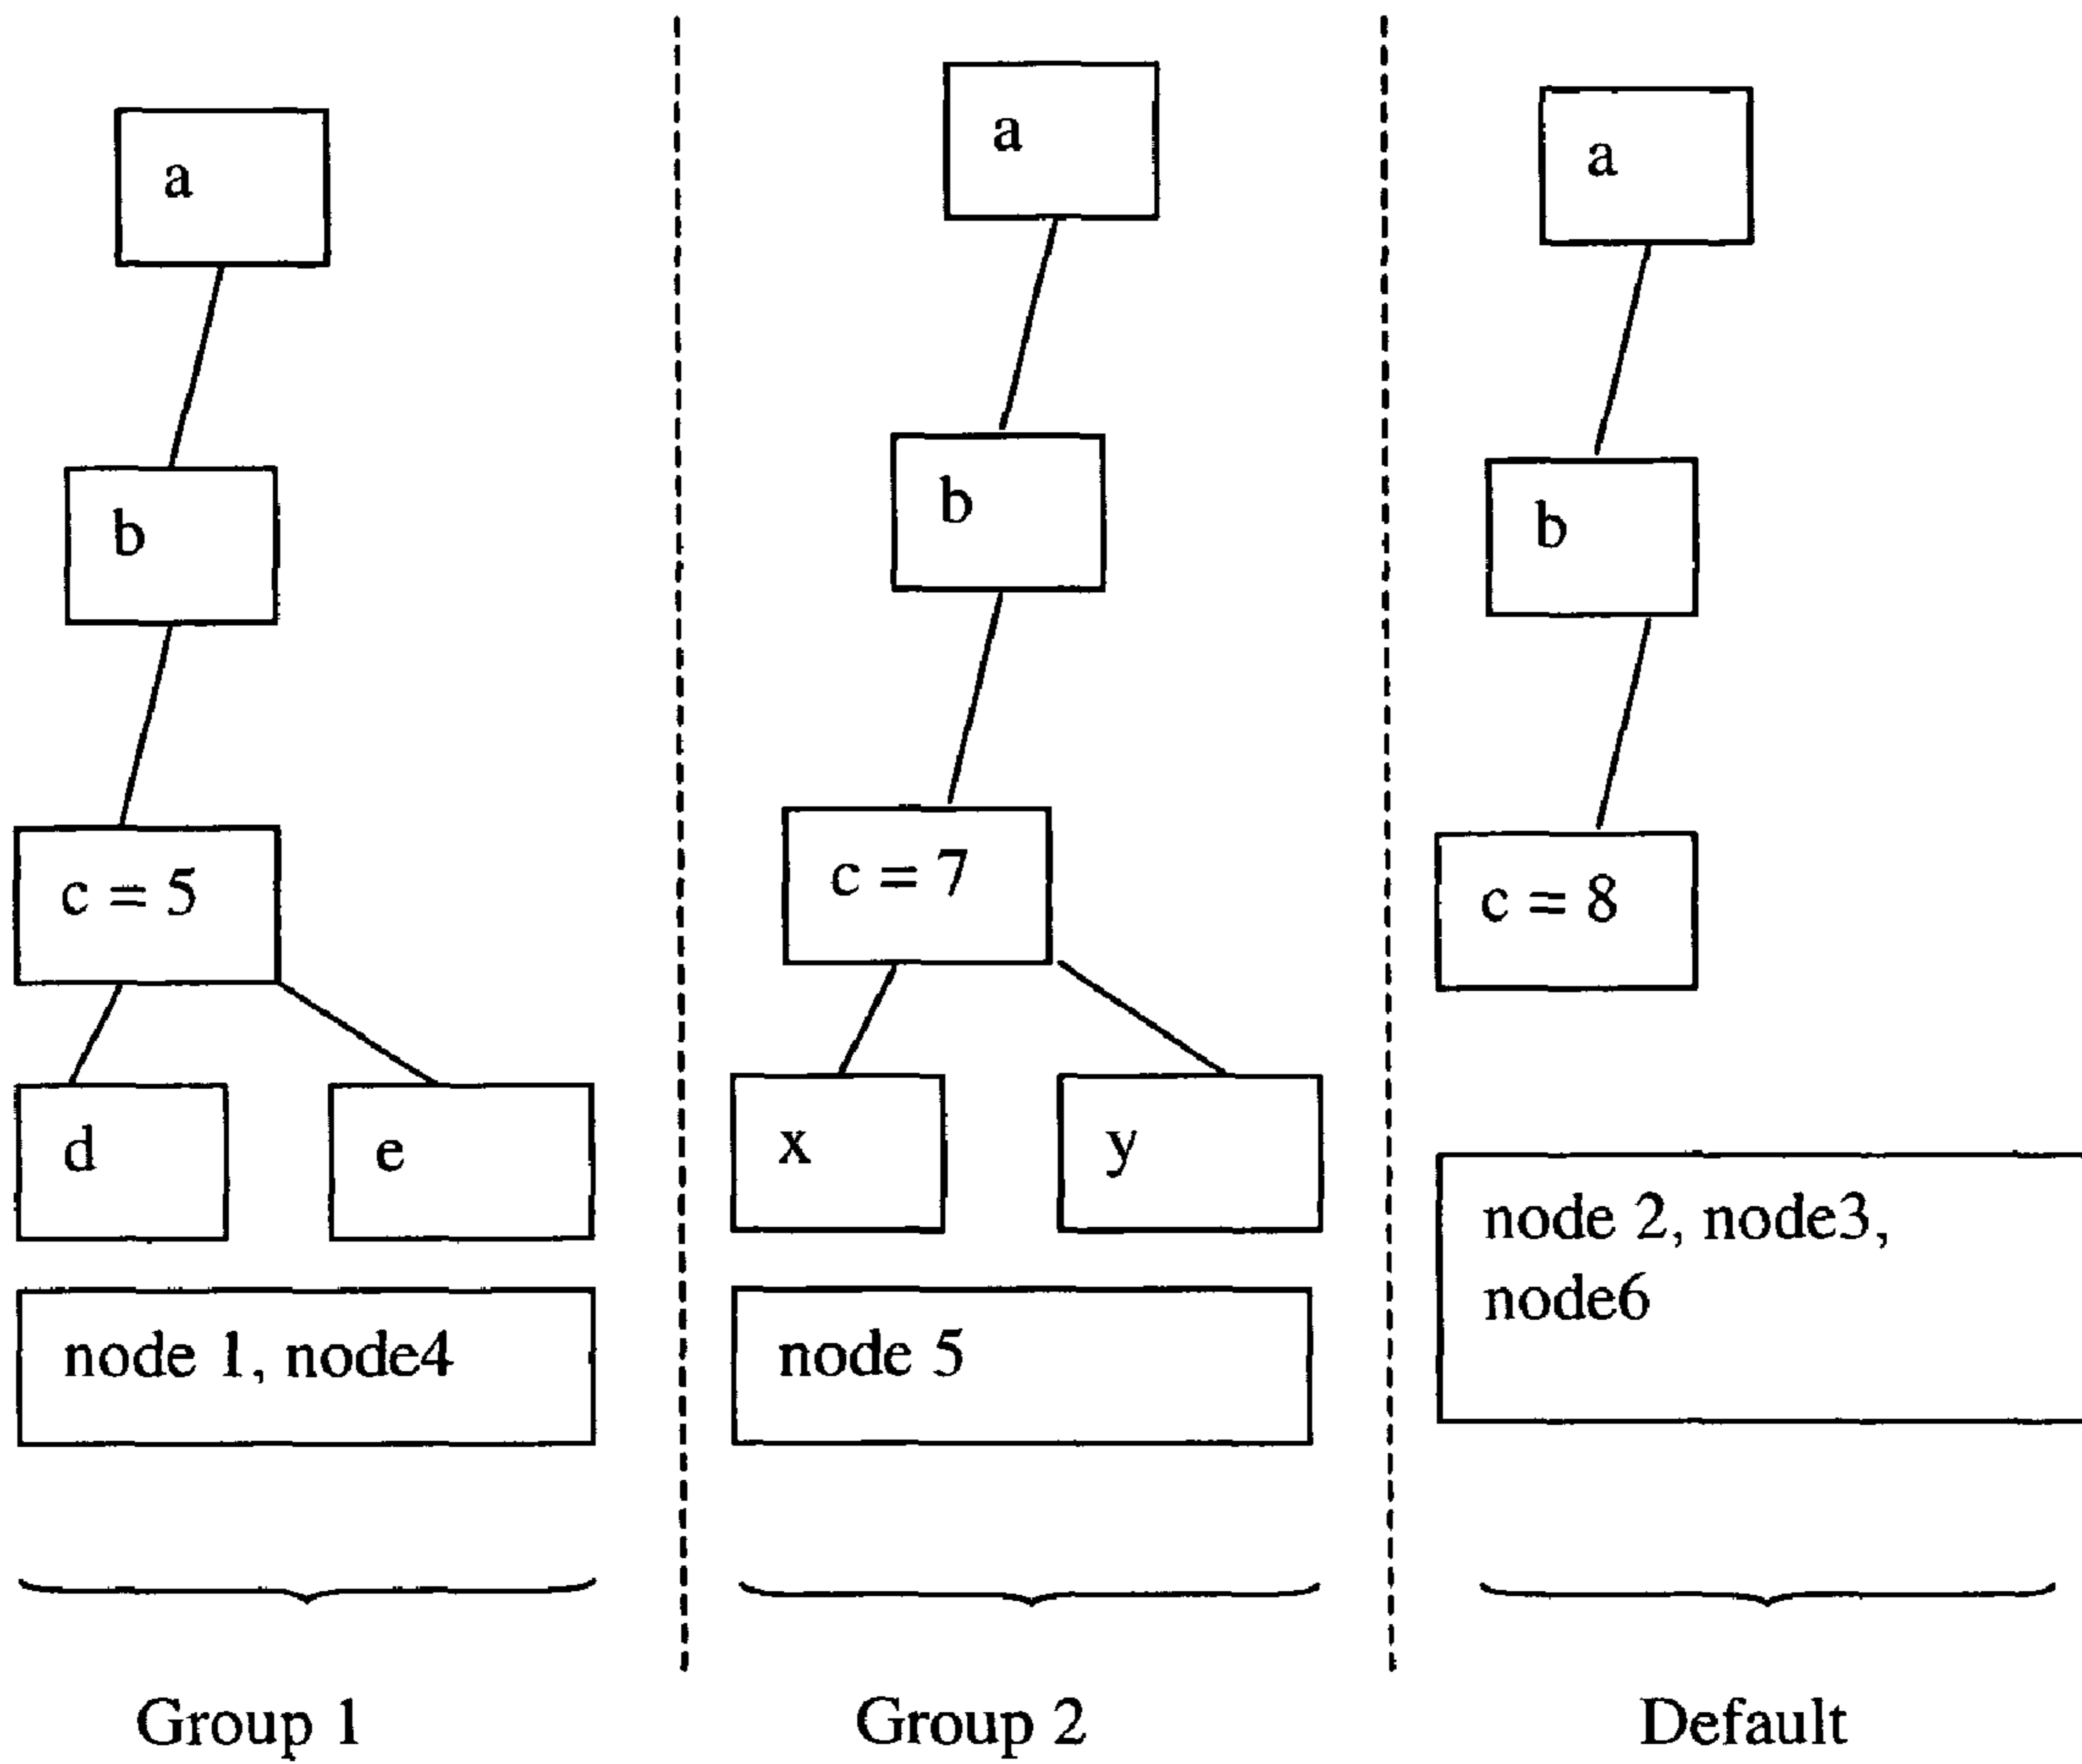 a
b
c = 5
d
e
node 1, node4
Group 1
a
b
c = 7
x
y
node 5
Group 2
a
b
c = 8
node 2, node3,
node6
Default